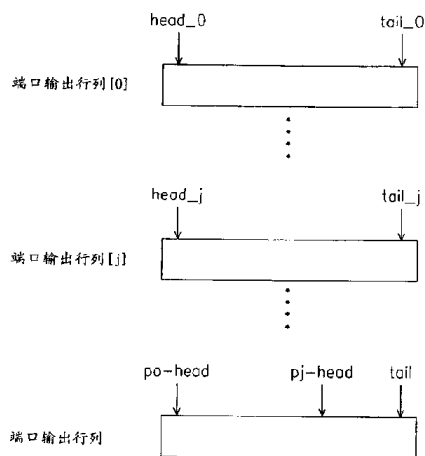 head_0 tail_0
端口输出行列[0]
head_j tail_j
端口输出行列[j]
po-head pj-head tail
端口输出行列